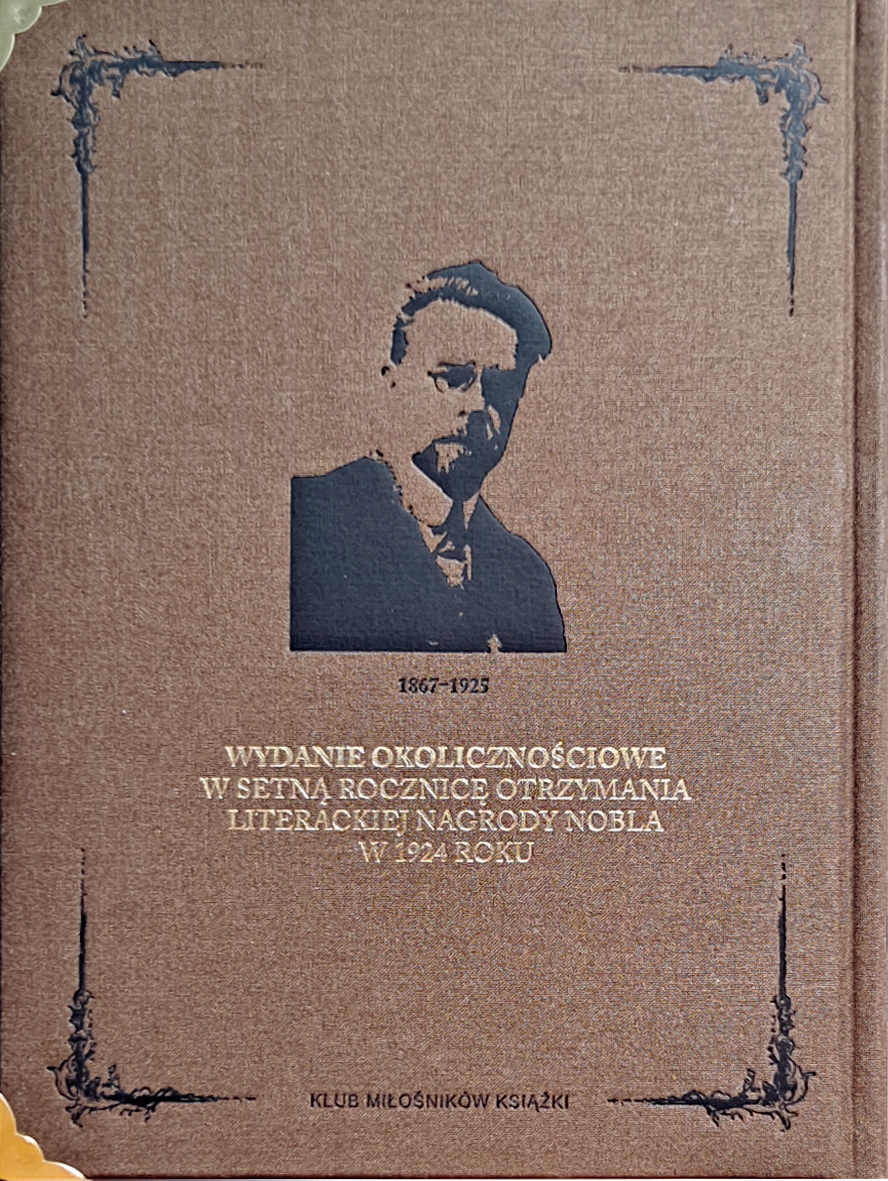 1867–1925
WYDANIE OKOLICZNOŚCIOWE
W SETNĄ ROCZNICĘ OTRZYMANIA
LITERACKIEJ NAGRODY NOBLA
W 1924 ROKU
KLUB MIŁOŚNIKÓW KSIĄŻKI